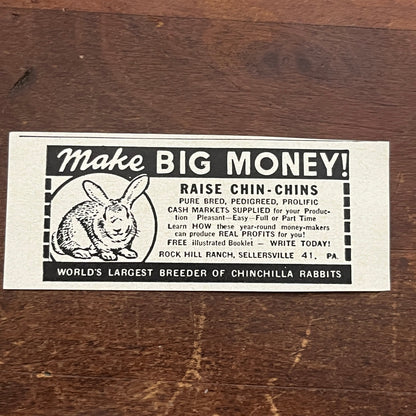 Make BIG MONEY!
RAISE CHIN-CHINS
PURE BRED, PEDIGREED, PROLIFIC
CASH MARKETS SUPPLIED for your Produc-
tion Pleasant—Easy—Full or Part Time
Learn HOW these year-round money-makers
can produce REAL PROFITS for you!
FREE illustrated Booklet — WRITE TODAY!
ROCK HILL RANCH, SELLERSVILLE 41, PA.
WORLD'S LARGEST BREEDER OF CHINCHILLA RABBITS